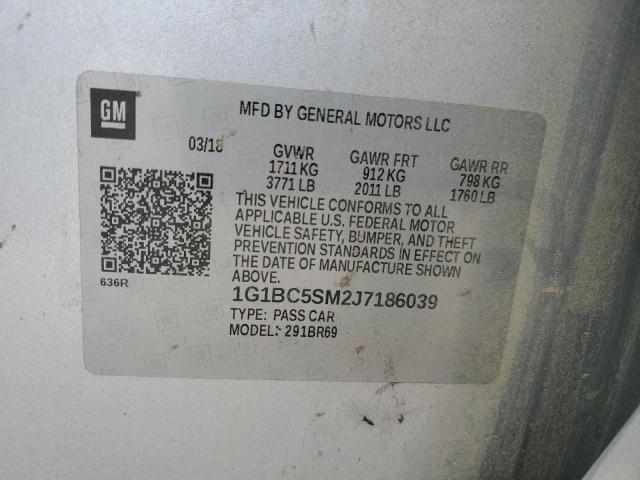 GM
MFD BY GENERAL MOTORS LLC
03/18 GVWR GAWR FRT GAWR RR
1711 KG 912 KG 798 KG
3771 LB 2011 LB 1760 LB
THIS VEHICLE CONFORMS TO ALL
APPLICABLE U.S. FEDERAL MOTOR
VEHICLE SAFETY, BUMPER, AND THEFT
PREVENTION STANDARDS IN EFFECT ON
THE DATE OF MANUFACTURE SHOWN
ABOVE.
636R
1G1BC5SM2J7186039
TYPE: PASS CAR
MODEL: 291BR69